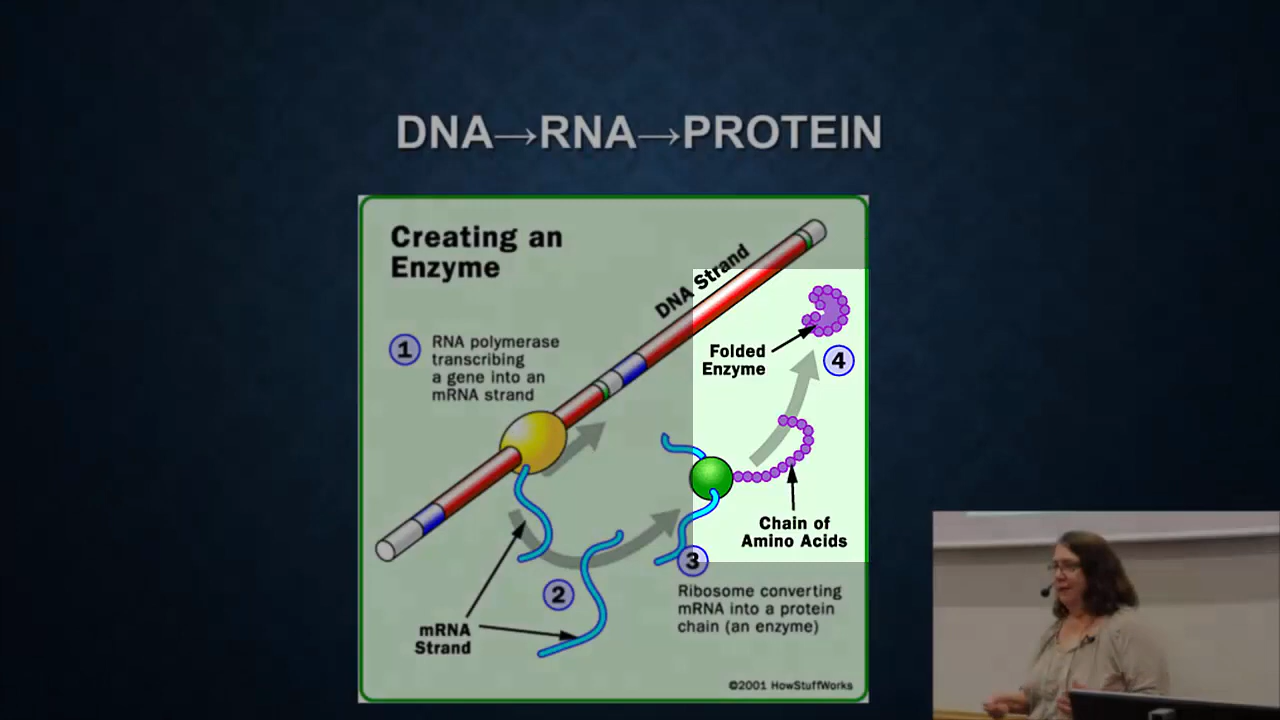 DNA→RNA→PROTEIN
Creating an
Enzyme
DNA Strand
1
RNA polymerase
transcribing
a gene into an
mRNA strand
Folded
Enzyme
4
Chain of
Amino Acids
2
3
Ribosome converting
mRNA into a protein
chain (an enzyme)
mRNA
Strand
©2001 HowStuffWorks